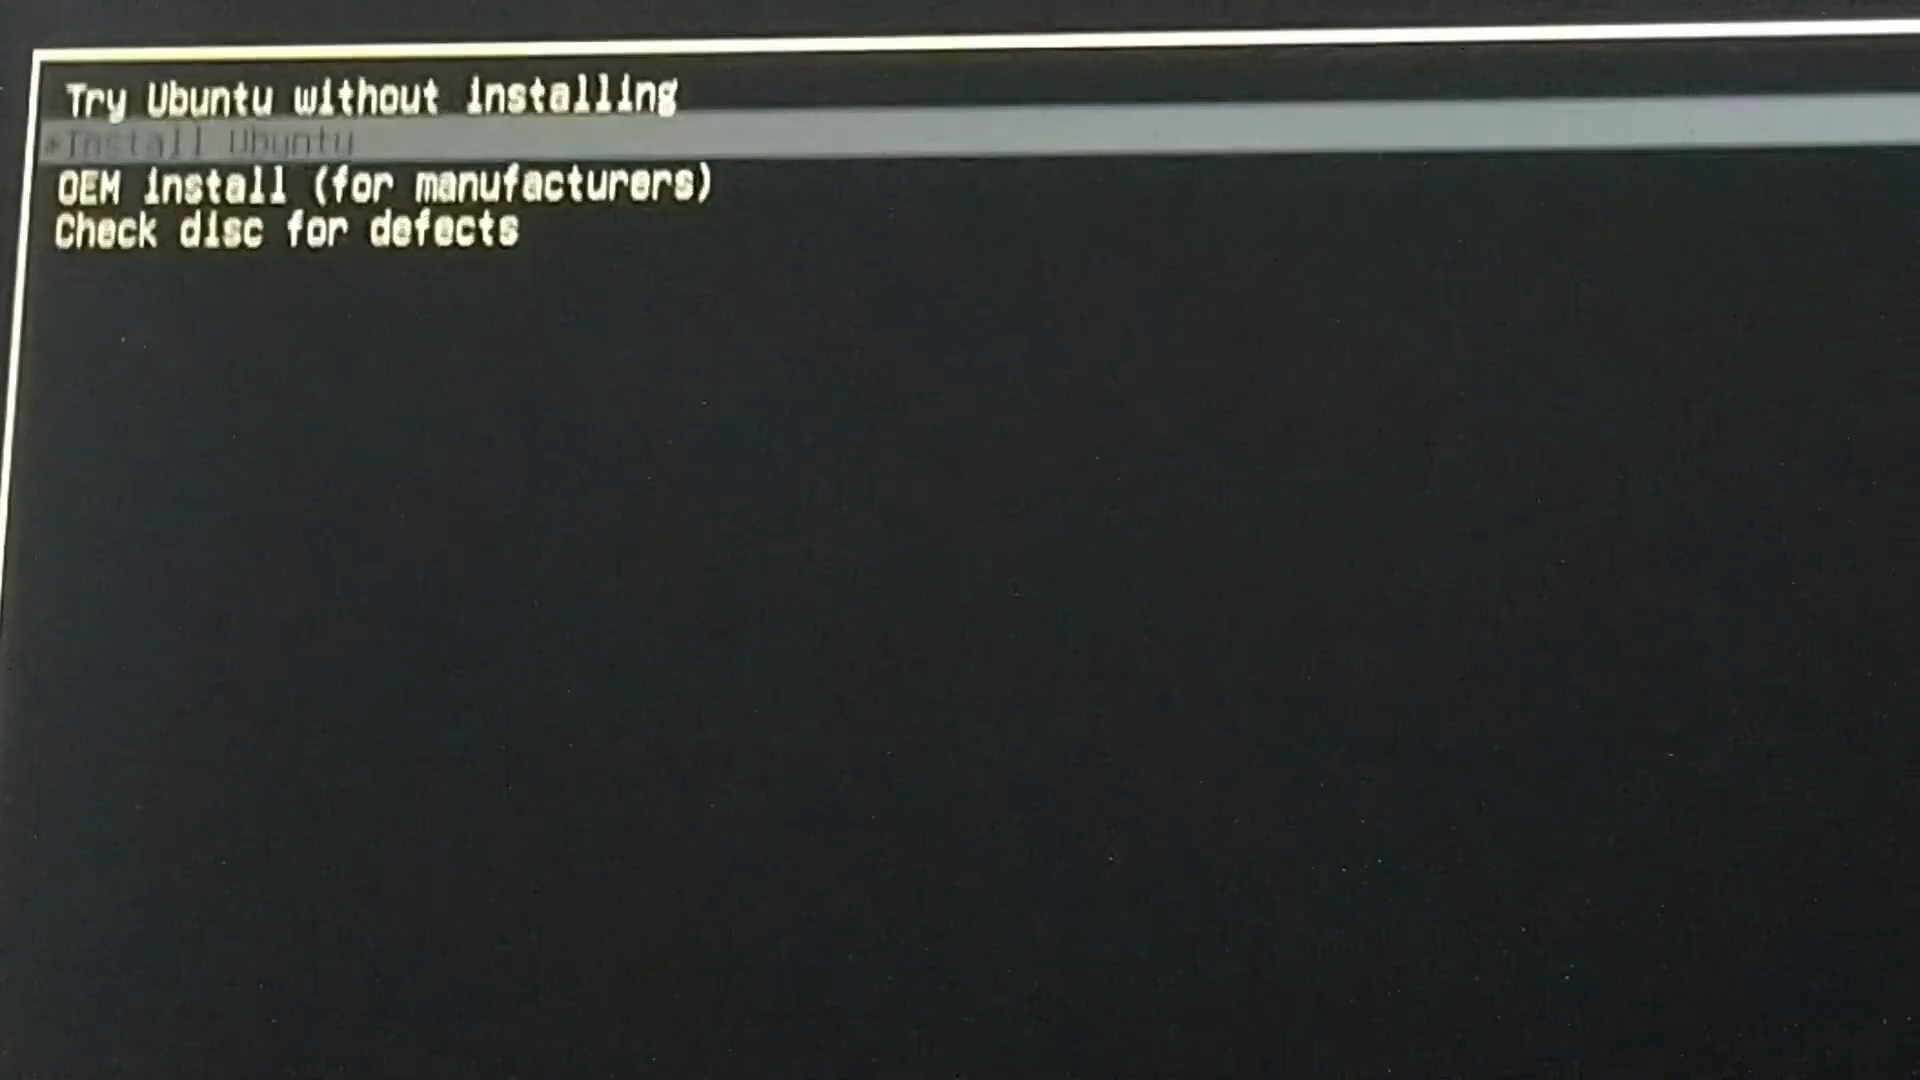 Try Ubuntu without installing
*Install Ubuntu
OEM install (for manufacturers)
Check disc for defects